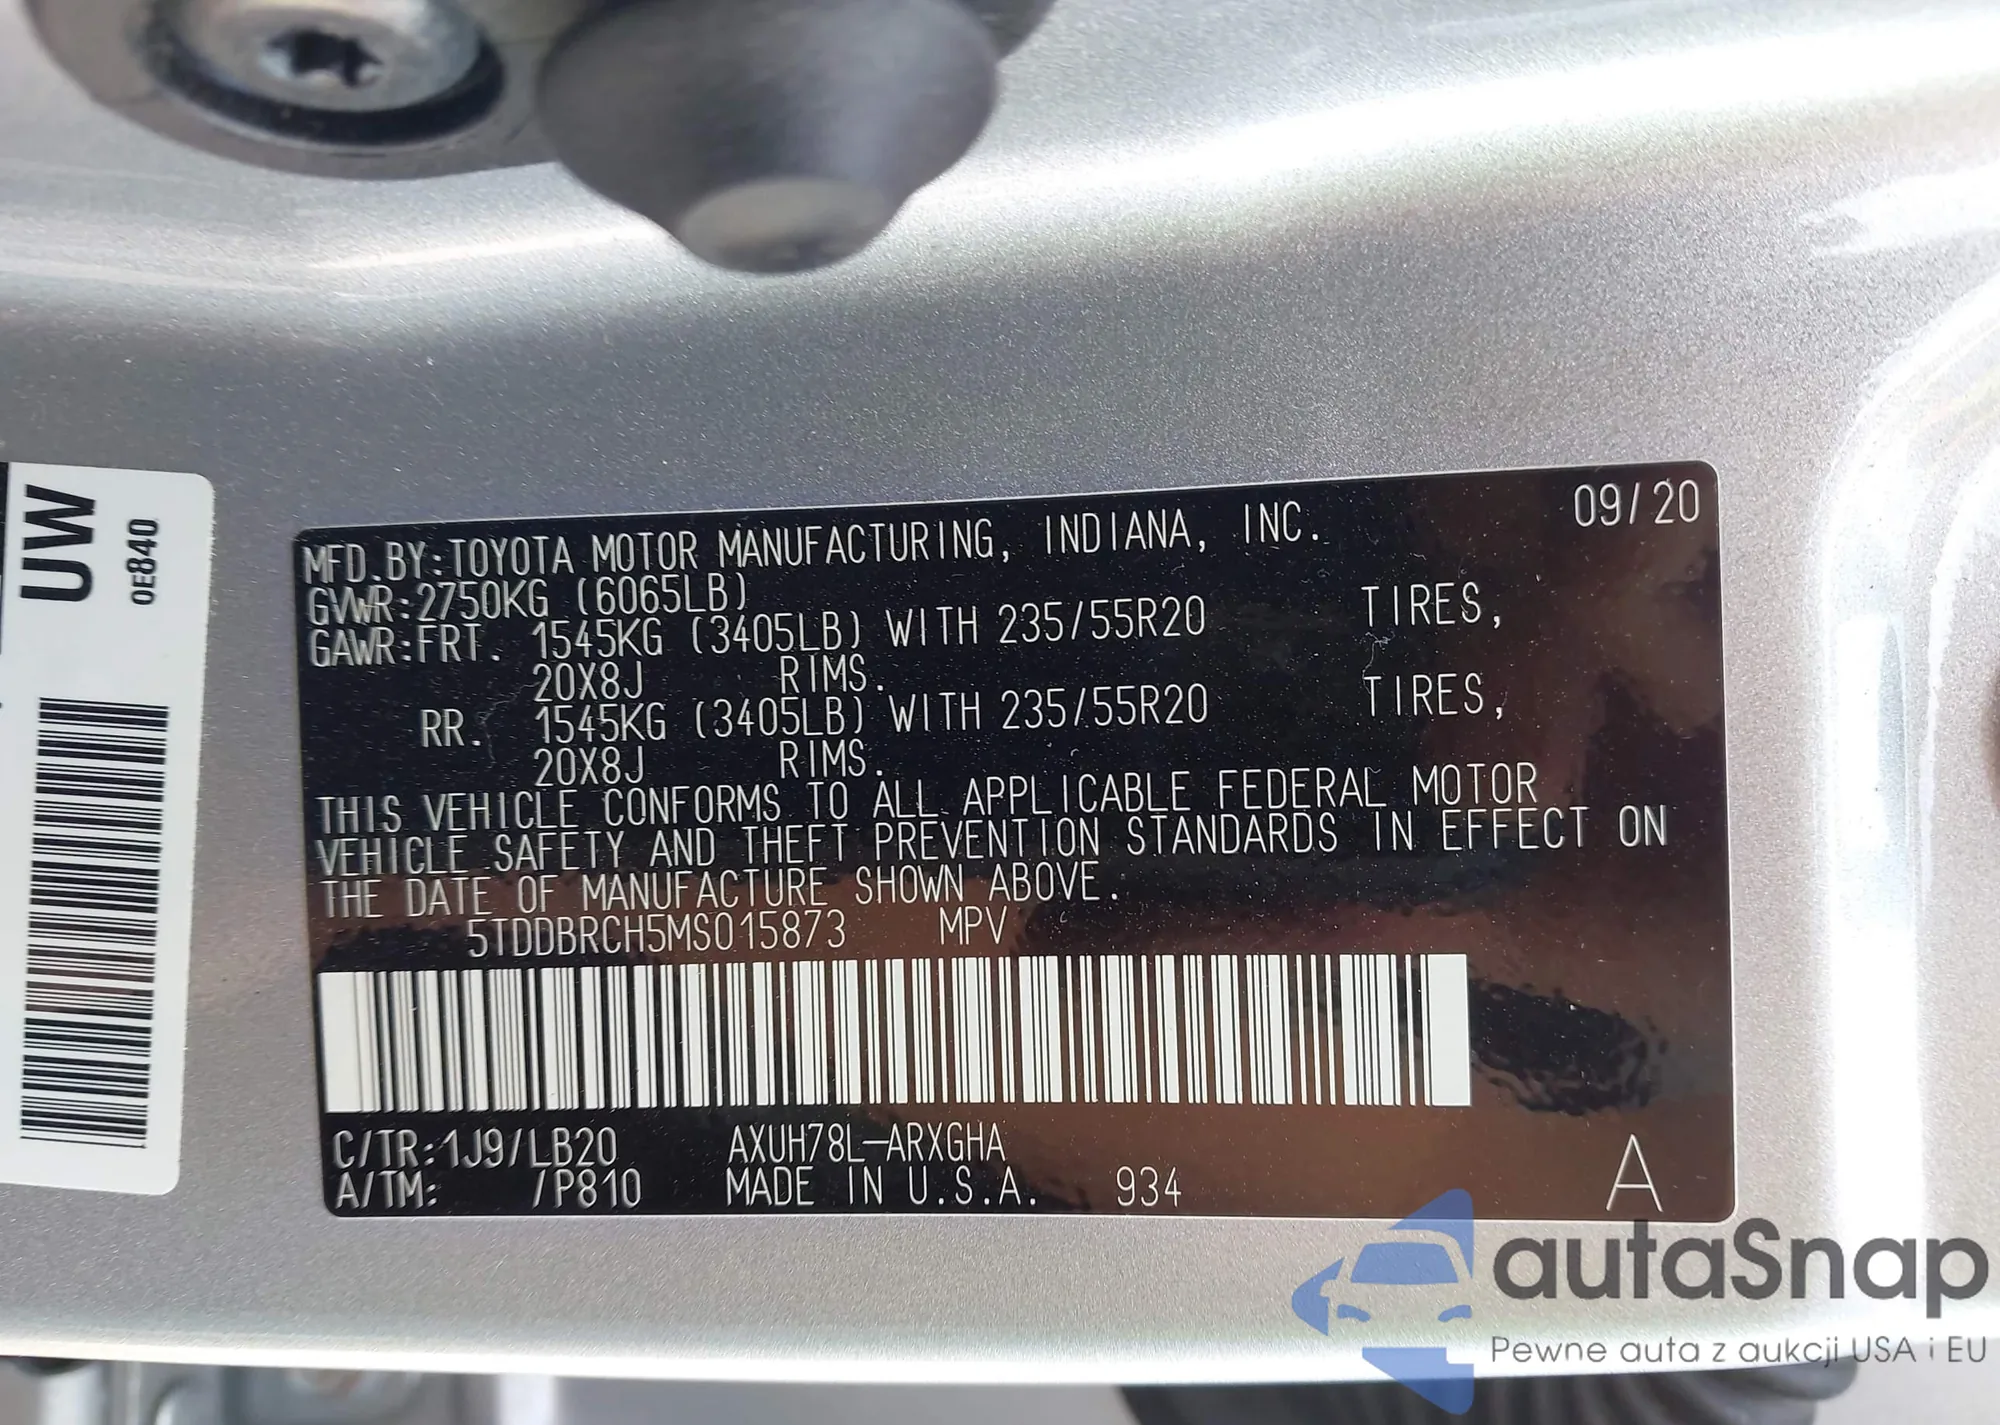 UW
0E840
09/20
MFD.BY:TOYOTA MOTOR MANUFACTURING, INDIANA, INC.
GVWR:2750KG (6065LB)
GAWR:FRT. 1545KG (3405LB) WITH 235/55R20 TIRES,
20X8J RIMS.
RR. 1545KG (3405LB) WITH 235/55R20 TIRES,
20X8J RIMS.
THIS VEHICLE CONFORMS TO ALL APPLICABLE FEDERAL MOTOR
VEHICLE SAFETY AND THEFT PREVENTION STANDARDS IN EFFECT ON
THE DATE OF MANUFACTURE SHOWN ABOVE.
5TDDBRCH5MS015873 MPV
C/TR:1J9/LB20 AXUH78L-ARXGHA
A/TM: /P810 MADE IN U.S.A. 934 A
autaSnap
Pewne auta z aukcji USA i EU